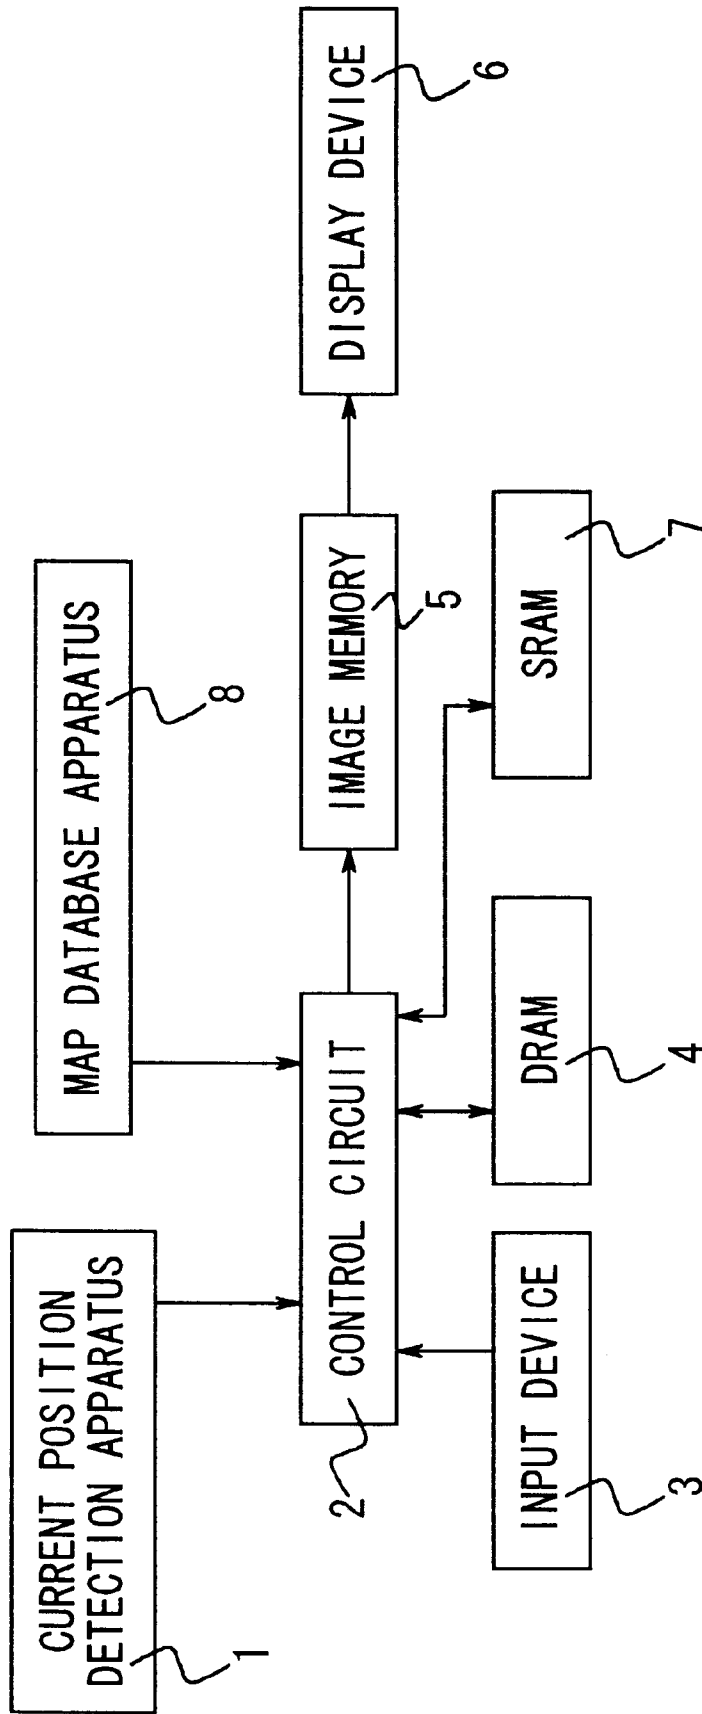 CURRENT POSITION
DETECTION APPARATUS
1
MAP DATABASE APPARATUS
8
2
CONTROL CIRCUIT
IMAGE MEMORY
5
DISPLAY DEVICE
6
INPUT DEVICE
3
DRAM
4
SRAM
7